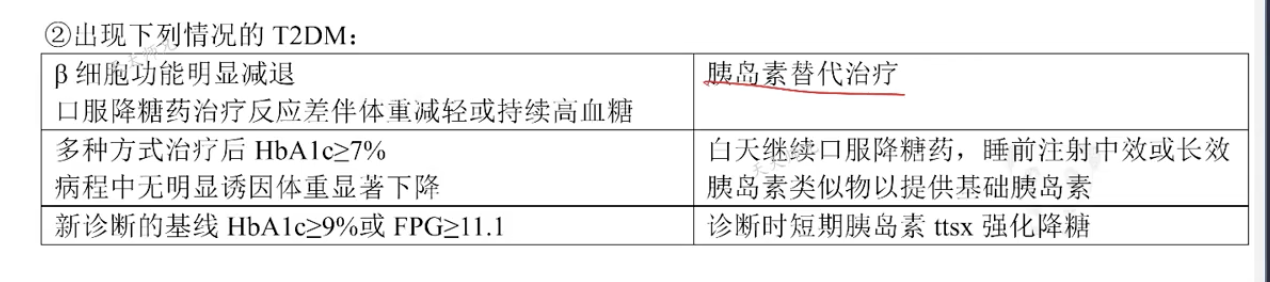 ②出现下列情况的 T2DM：
β 细胞功能明显减退
口服降糖药治疗反应差伴体重减轻或持续高血糖
胰岛素替代治疗
多种方式治疗后 HbA1c≥7%
病程中无明显诱因体重显著下降
白天继续口服降糖药，睡前注射中效或长效
胰岛素类似物以提供基础胰岛素
新诊断的基线 HbA1c≥9%或 FPG≥11.1
诊断时短期胰岛素 ttsx 强化降糖